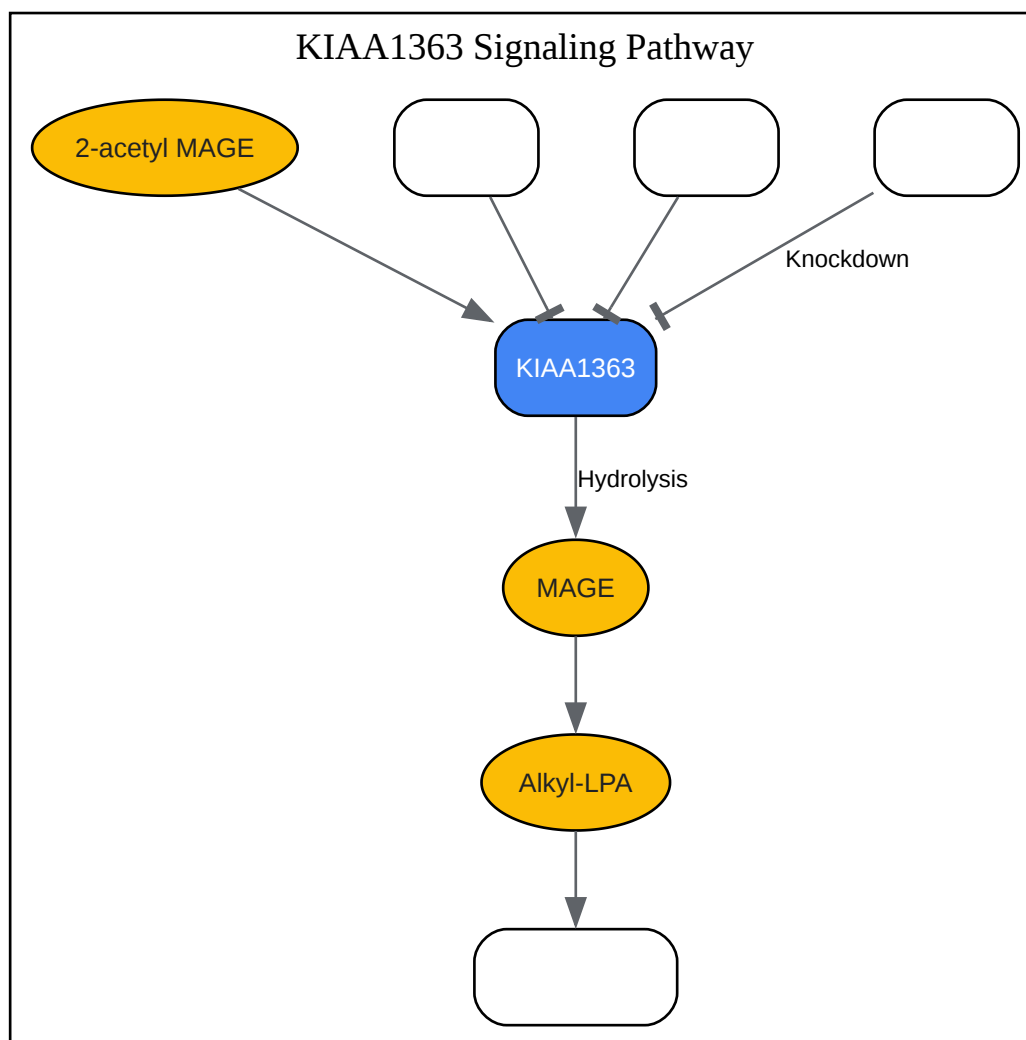 KIAA1363 Signaling Pathway
2-acetyl MAGE
Knockdown
KIAA1363
Hydrolysis
MAGE
Alkyl-LPA